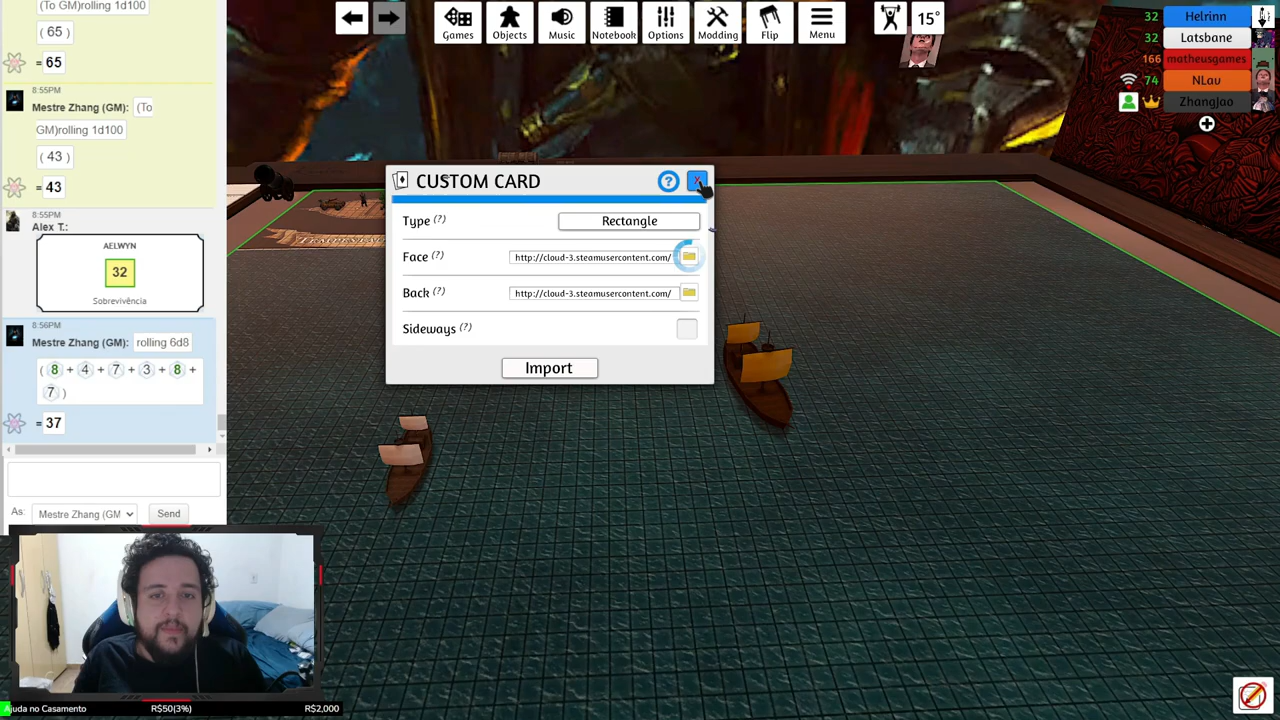 (To GM)rolling 1d100
( 65 )
= 65
8:55PM
Mestre Zhang (GM): (To
GM)rolling 1d100
( 43 )
= 43
8:55PM
Alex T.:
AELWYN
32
Sobrevivência
8:56PM
Mestre Zhang (GM): rolling 6d8
( 8 + 4 + 7 + 3 + 8 +
7 )
= 37
As: Mestre Zhang (GM Send
Ajuda no Casamento R$50(3%) R$2,000
Games Objects Music Notebook Options Modding Flip Menu
15°
32 Helrinn
32 Latsbane
166 matheusgames
74 NLav
ZhangJao
CUSTOM CARD ? X
Type (?) Rectangle
Face (?) http://cloud-3.steamusercontent.com/
Back (?) http://cloud-3.steamusercontent.com/
Sideways (?)
Import